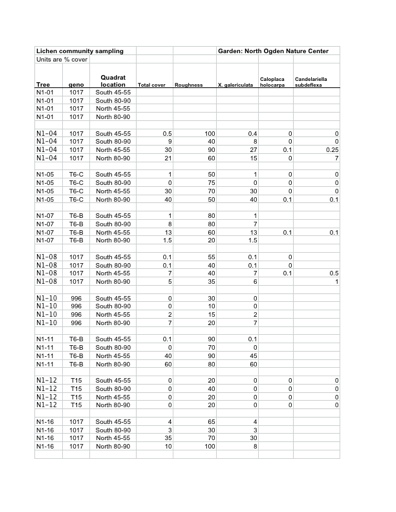 Lichen community sampling Garden: North Ogden Nature Center
Units are % cover
Tree geno Quadrat location Total cover Roughness X. galericulata Caloplaca holocarpa Candelariella subdeflexa
N1-01 1017 South 45-55
N1-01 1017 South 80-90
N1-01 1017 North 45-55
N1-01 1017 North 80-90
N1-04 1017 South 45-55 0.5 100 0.4 0 0
N1-04 1017 South 80-90 9 40 8 0 0
N1-04 1017 North 45-55 30 90 27 0.1 0.25
N1-04 1017 North 80-90 21 60 15 0 7
N1-05 T6-C South 45-55 1 50 1 0 0
N1-05 T6-C South 80-90 0 75 0 0 0
N1-05 T6-C North 45-55 30 70 30 0 0
N1-05 T6-C North 80-90 40 50 40 0.1 0.1
N1-07 T6-B South 45-55 1 80 1
N1-07 T6-B South 80-90 8 80 7
N1-07 T6-B North 45-55 13 60 13 0.1 0.1
N1-07 T6-B North 80-90 1.5 20 1.5
N1-08 1017 South 45-55 0.1 55 0.1 0
N1-08 1017 South 80-90 0.1 40 0.1 0
N1-08 1017 North 45-55 7 40 7 0.1 0.5
N1-08 1017 North 80-90 5 35 6 1
N1-10 996 South 45-55 0 30 0
N1-10 996 South 80-90 0 10 0
N1-10 996 North 45-55 2 15 2
N1-10 996 North 80-90 7 20 7
N1-11 T6-B South 45-55 0.1 90 0.1
N1-11 T6-B South 80-90 0 70 0
N1-11 T6-B North 45-55 40 90 45
N1-11 T6-B North 80-90 60 80 60
N1-12 T15 South 45-55 0 20 0 0 0
N1-12 T15 South 80-90 0 40 0 0 0
N1-12 T15 North 45-55 0 20 0 0 0
N1-12 T15 North 80-90 0 20 0 0 0
N1-16 1017 South 45-55 4 65 4
N1-16 1017 South 80-90 3 30 3
N1-16 1017 North 45-55 35 70 30
N1-16 1017 North 80-90 10 100 8